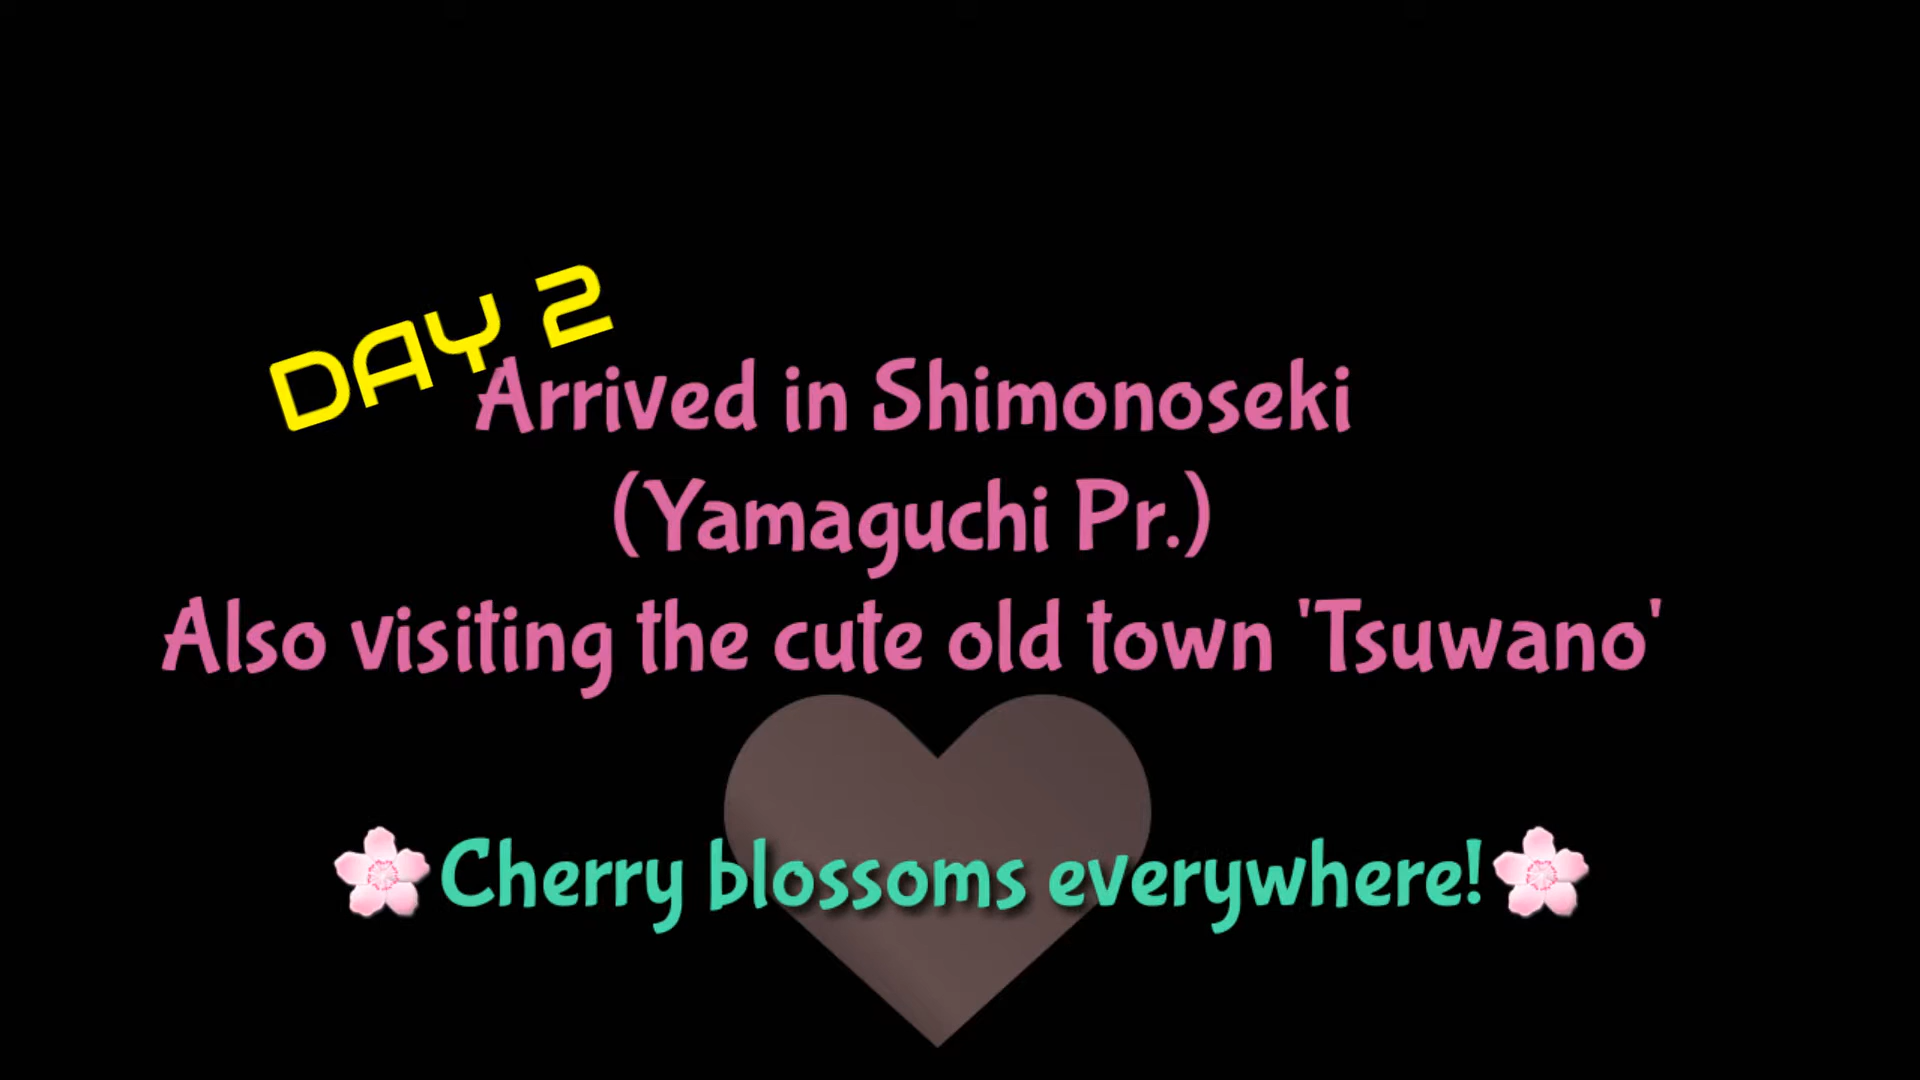 DAY 2
Arrived in Shimonoseki
(Yamaguchi Pr.)
Also visiting the cute old town 'Tsuwano'
🌸Cherry blossoms everywhere!🌸